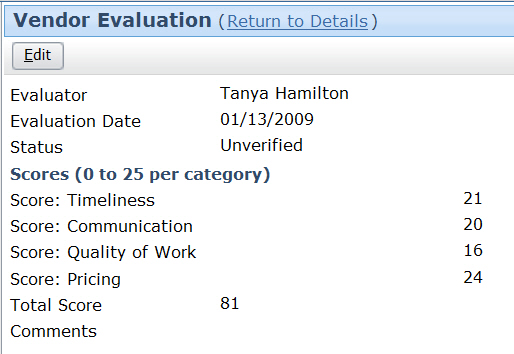 Vendor Evaluation (Return to Details)
Edit
Evaluator Tanya Hamilton
Evaluation Date 01/13/2009
Status Unverified
Scores (0 to 25 per category)
Score: Timeliness 21
Score: Communication 20
Score: Quality of Work 16
Score: Pricing 24
Total Score 81
Comments